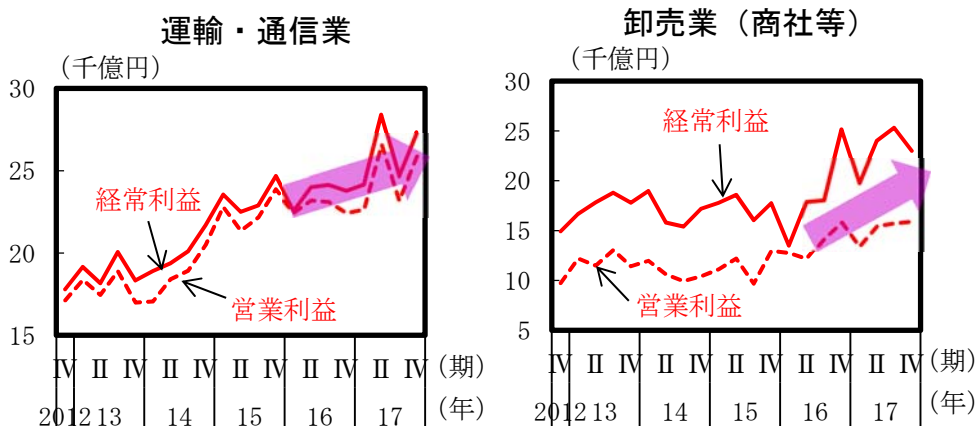 運輸・通信業
（千億円）
30
25
20
15
経常利益
営業利益
Ⅳ Ⅱ Ⅳ Ⅱ Ⅳ Ⅱ Ⅳ Ⅱ Ⅳ Ⅱ Ⅳ （期）
2012 13 14 15 16 17 （年）
卸売業（商社等）
（千億円）
30
25
20
15
10
5
経常利益
営業利益
Ⅳ Ⅱ Ⅳ Ⅱ Ⅳ Ⅱ Ⅳ Ⅱ Ⅳ Ⅱ Ⅳ （期）
2012 13 14 15 16 17 （年）